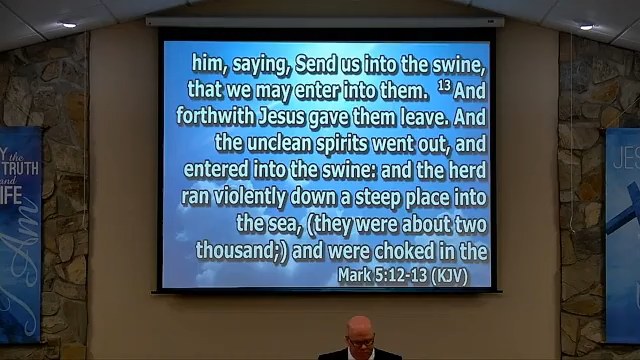 him, saying, Send us into the swine,
that we may enter into them. 13 And
forthwith Jesus gave them leave. And
the unclean spirits went out, and
entered into the swine: and the herd
ran violently down a steep place into
the sea, (they were about two
thousand;) and were choked in the
Mark 5:12-13 (KJV)
the
TRUTH
and
IFE
I Am
JES